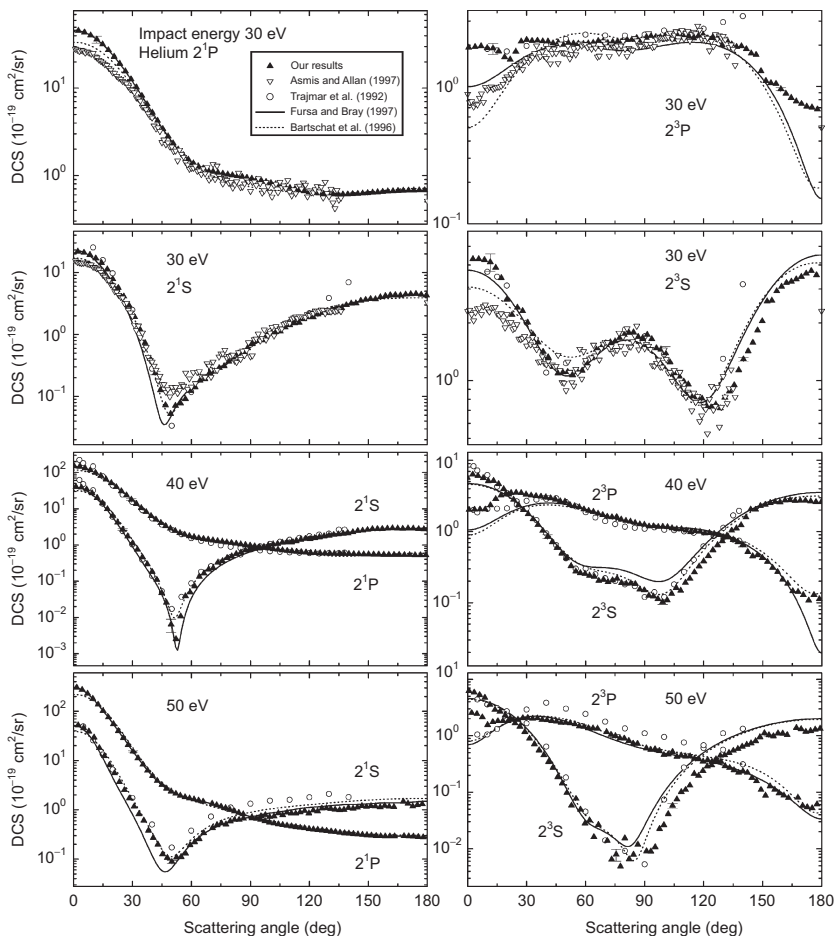 Impact energy 30 eV
Helium 2¹P
Our results
Asmis and Allan (1997)
Trajmar et al. (1992)
Fursa and Bray (1997)
Bartschat et al. (1996)
DCS (10⁻¹⁹ cm²/sr)
10¹
10⁰
30 eV
2³P
10⁰
10⁻¹
DCS (10⁻¹⁹ cm²/sr)
10¹
10⁰
10⁻¹
30 eV
2¹S
30 eV
2³S
10⁰
DCS (10⁻¹⁹ cm²/sr)
10²
10¹
10⁰
10⁻¹
10⁻²
10⁻³
40 eV
2¹S
2¹P
10¹
10⁰
10⁻¹
2³P
40 eV
2³S
DCS (10⁻¹⁹ cm²/sr)
10²
10¹
10⁰
10⁻¹
50 eV
2¹S
2¹P
0 30 60 90 120 150 180
Scattering angle (deg)
10¹
10⁰
10⁻¹
10⁻²
2³P
50 eV
2³S
0 30 60 90 120 150 180
Scattering angle (deg)